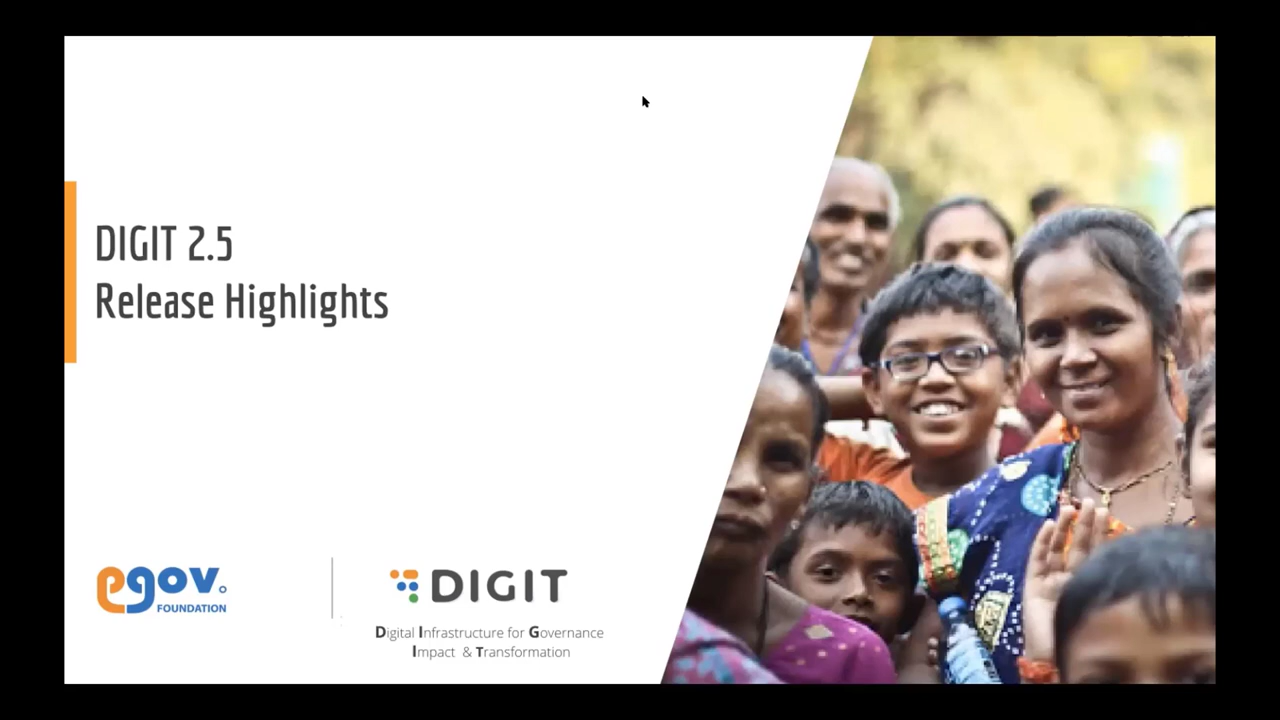 DIGIT 2.5
Release Highlights
egov
FOUNDATION
DIGIT
Digital Infrastructure for Governance
Impact & Transformation